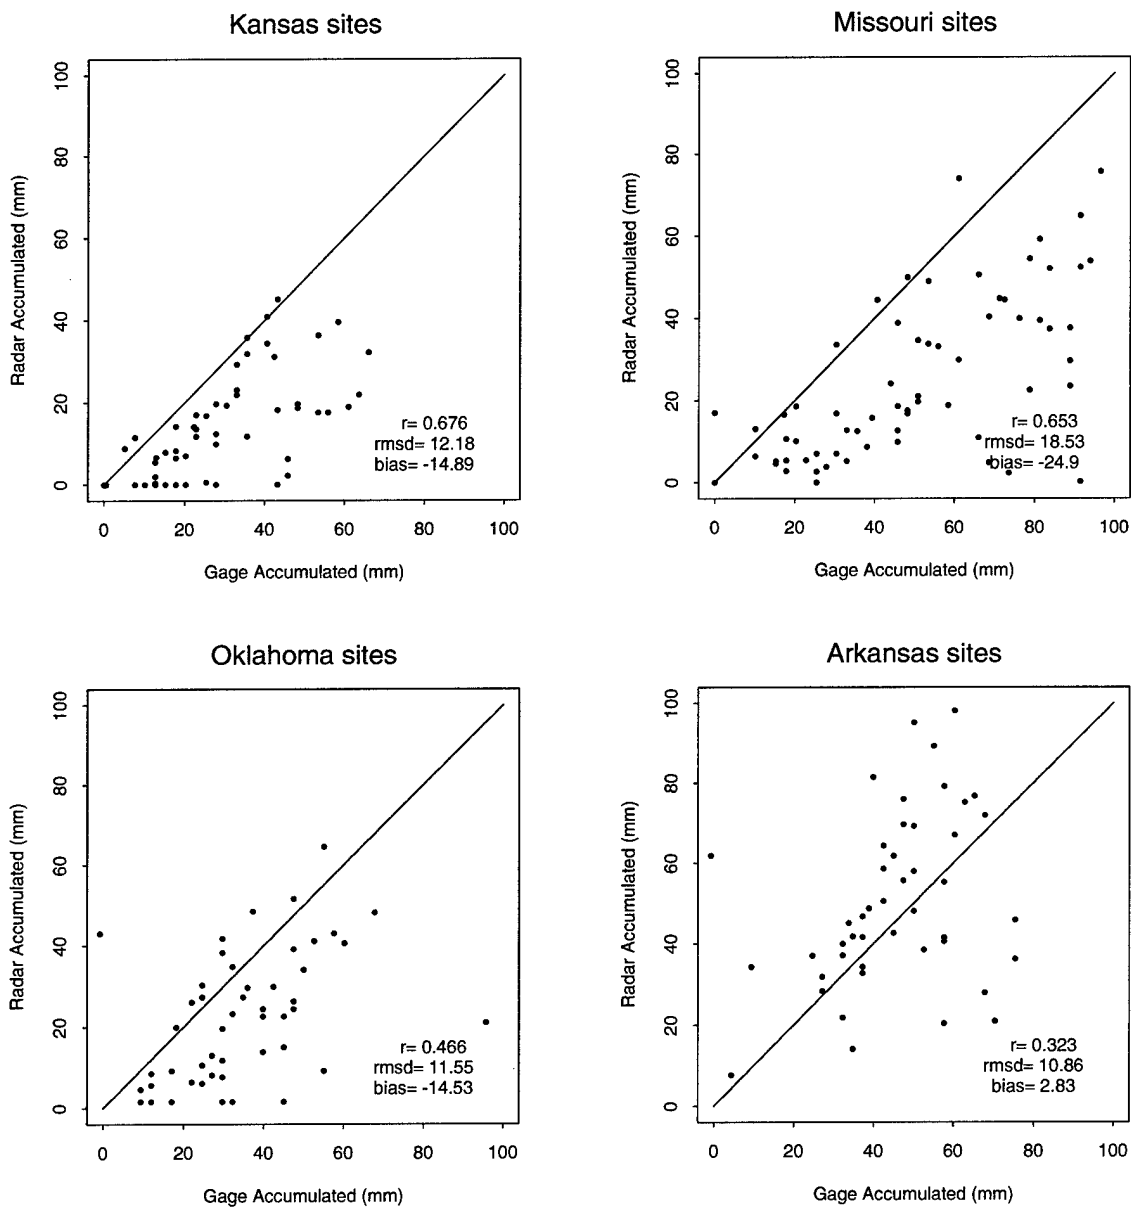 Kansas sites
Radar Accumulated (mm)
100
80
60
40
20
0
r= 0.676
rmsd= 12.18
bias= -14.89
0 20 40 60 80 100
Gage Accumulated (mm)
Missouri sites
Radar Accumulated (mm)
100
80
60
40
20
0
r= 0.653
rmsd= 18.53
bias= -24.9
0 20 40 60 80 100
Gage Accumulated (mm)
Oklahoma sites
Radar Accumulated (mm)
100
80
60
40
20
0
r= 0.466
rmsd= 11.55
bias= -14.53
0 20 40 60 80 100
Gage Accumulated (mm)
Arkansas sites
Radar Accumulated (mm)
100
80
60
40
20
0
r= 0.323
rmsd= 10.86
bias= 2.83
0 20 40 60 80 100
Gage Accumulated (mm)